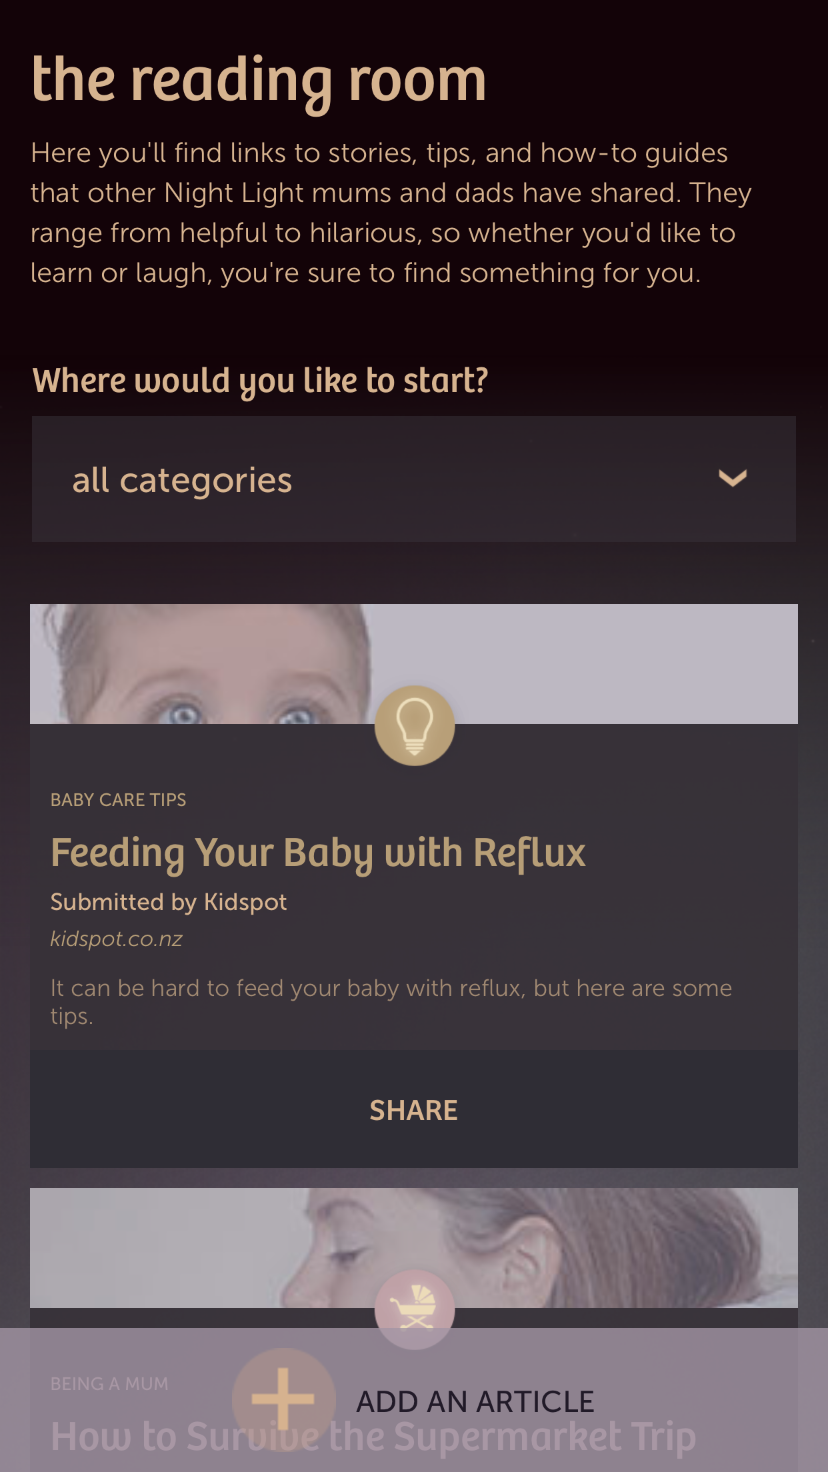 the reading room
Here you'll find links to stories, tips, and how-to guides
that other Night Light mums and dads have shared. They
range from helpful to hilarious, so whether you'd like to
learn or laugh, you're sure to find something for you.
Where would you like to start?
all categories
BABY CARE TIPS
Feeding Your Baby with Reflux
Submitted by Kidspot
kidspot.co.nz
It can be hard to feed your baby with reflux, but here are some
tips.
SHARE
BEING A MUM
ADD AN ARTICLE
How to Survive the Supermarket Trip